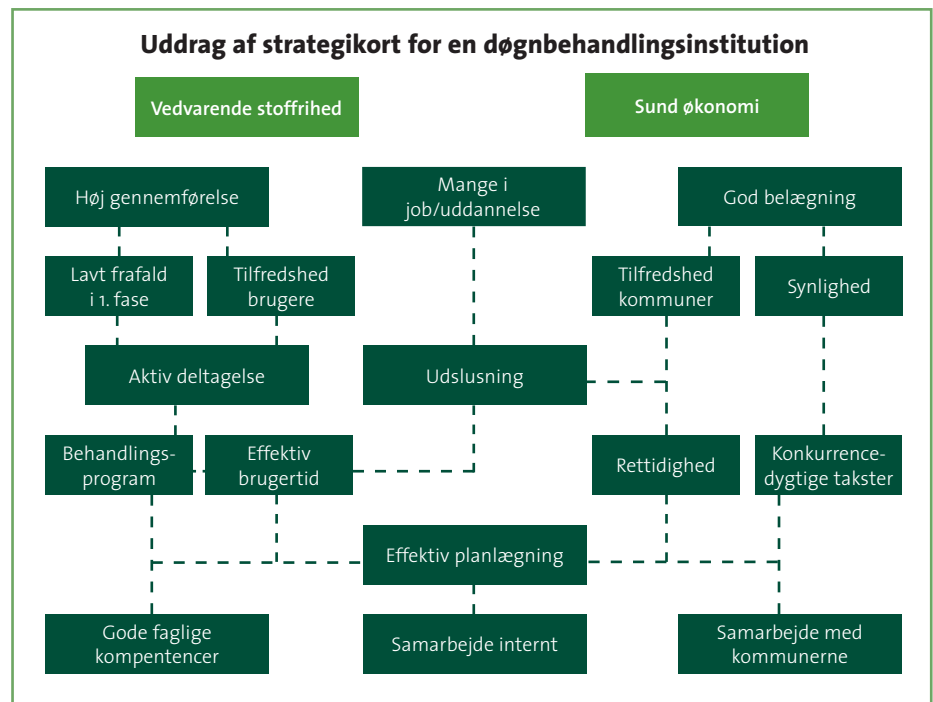 Uddrag af strategikort for en døgnbehandlingsinstitution
Vedvarende stoffrihed
Sund økonomi
Høj gennemførelse
Mange i
job/uddannelse
God belægning
Lavt frafald
i 1. fase
Tilfredshed
brugere
Tilfredshed
kommuner
Synlighed
Aktiv deltagelse
Udslusning
Behandlings-
program
Effektiv
brugertid
Rettidighed
Konkurrence-
dygtige takster
Effektiv planlægning
Gode faglige
kompentencer
Samarbejde internt
Samarbejde med
kommunerne